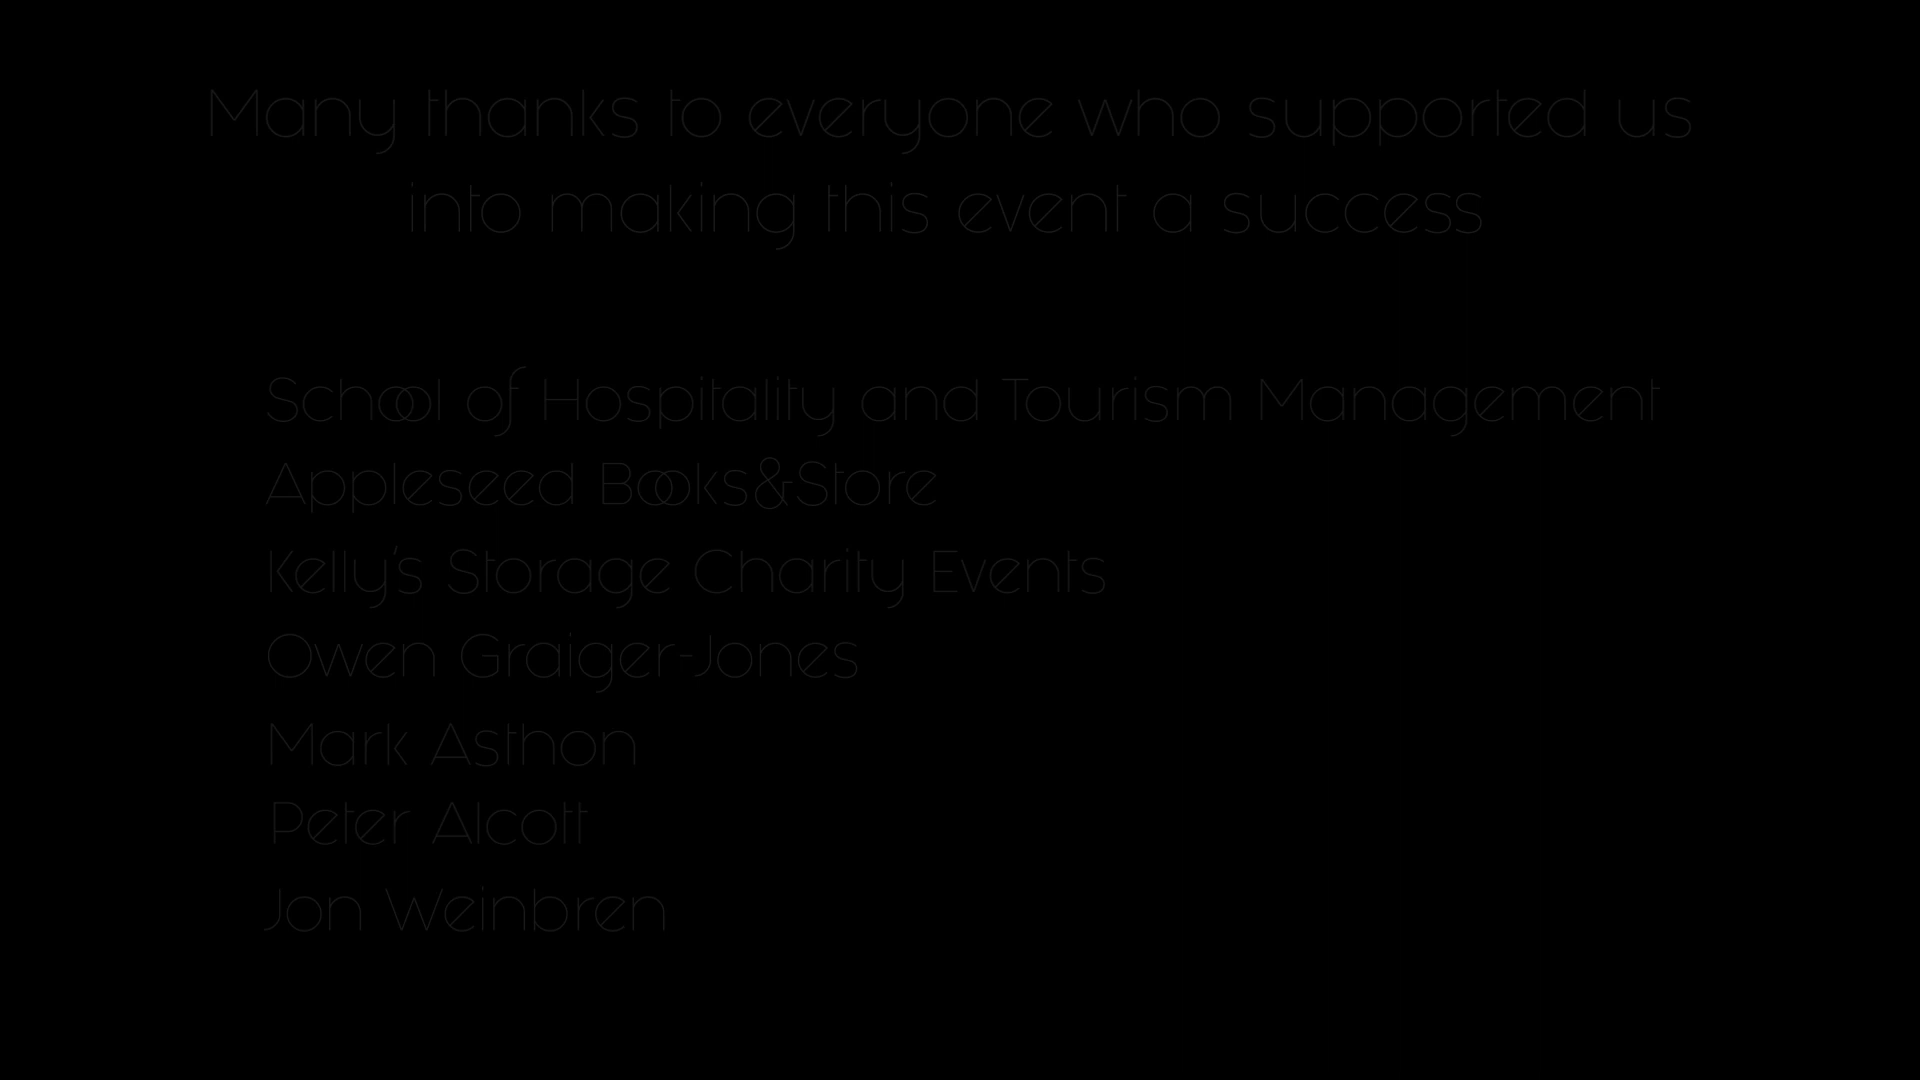 Many thanks to everyone who supported us
into making this event a success
School of Hospitality and Tourism Management
Appleseed Books&Store
Kelly's Storage Charity Events
Owen Graiger-Jones
Mark Asthon
Peter Alcott
Jon Weinbren